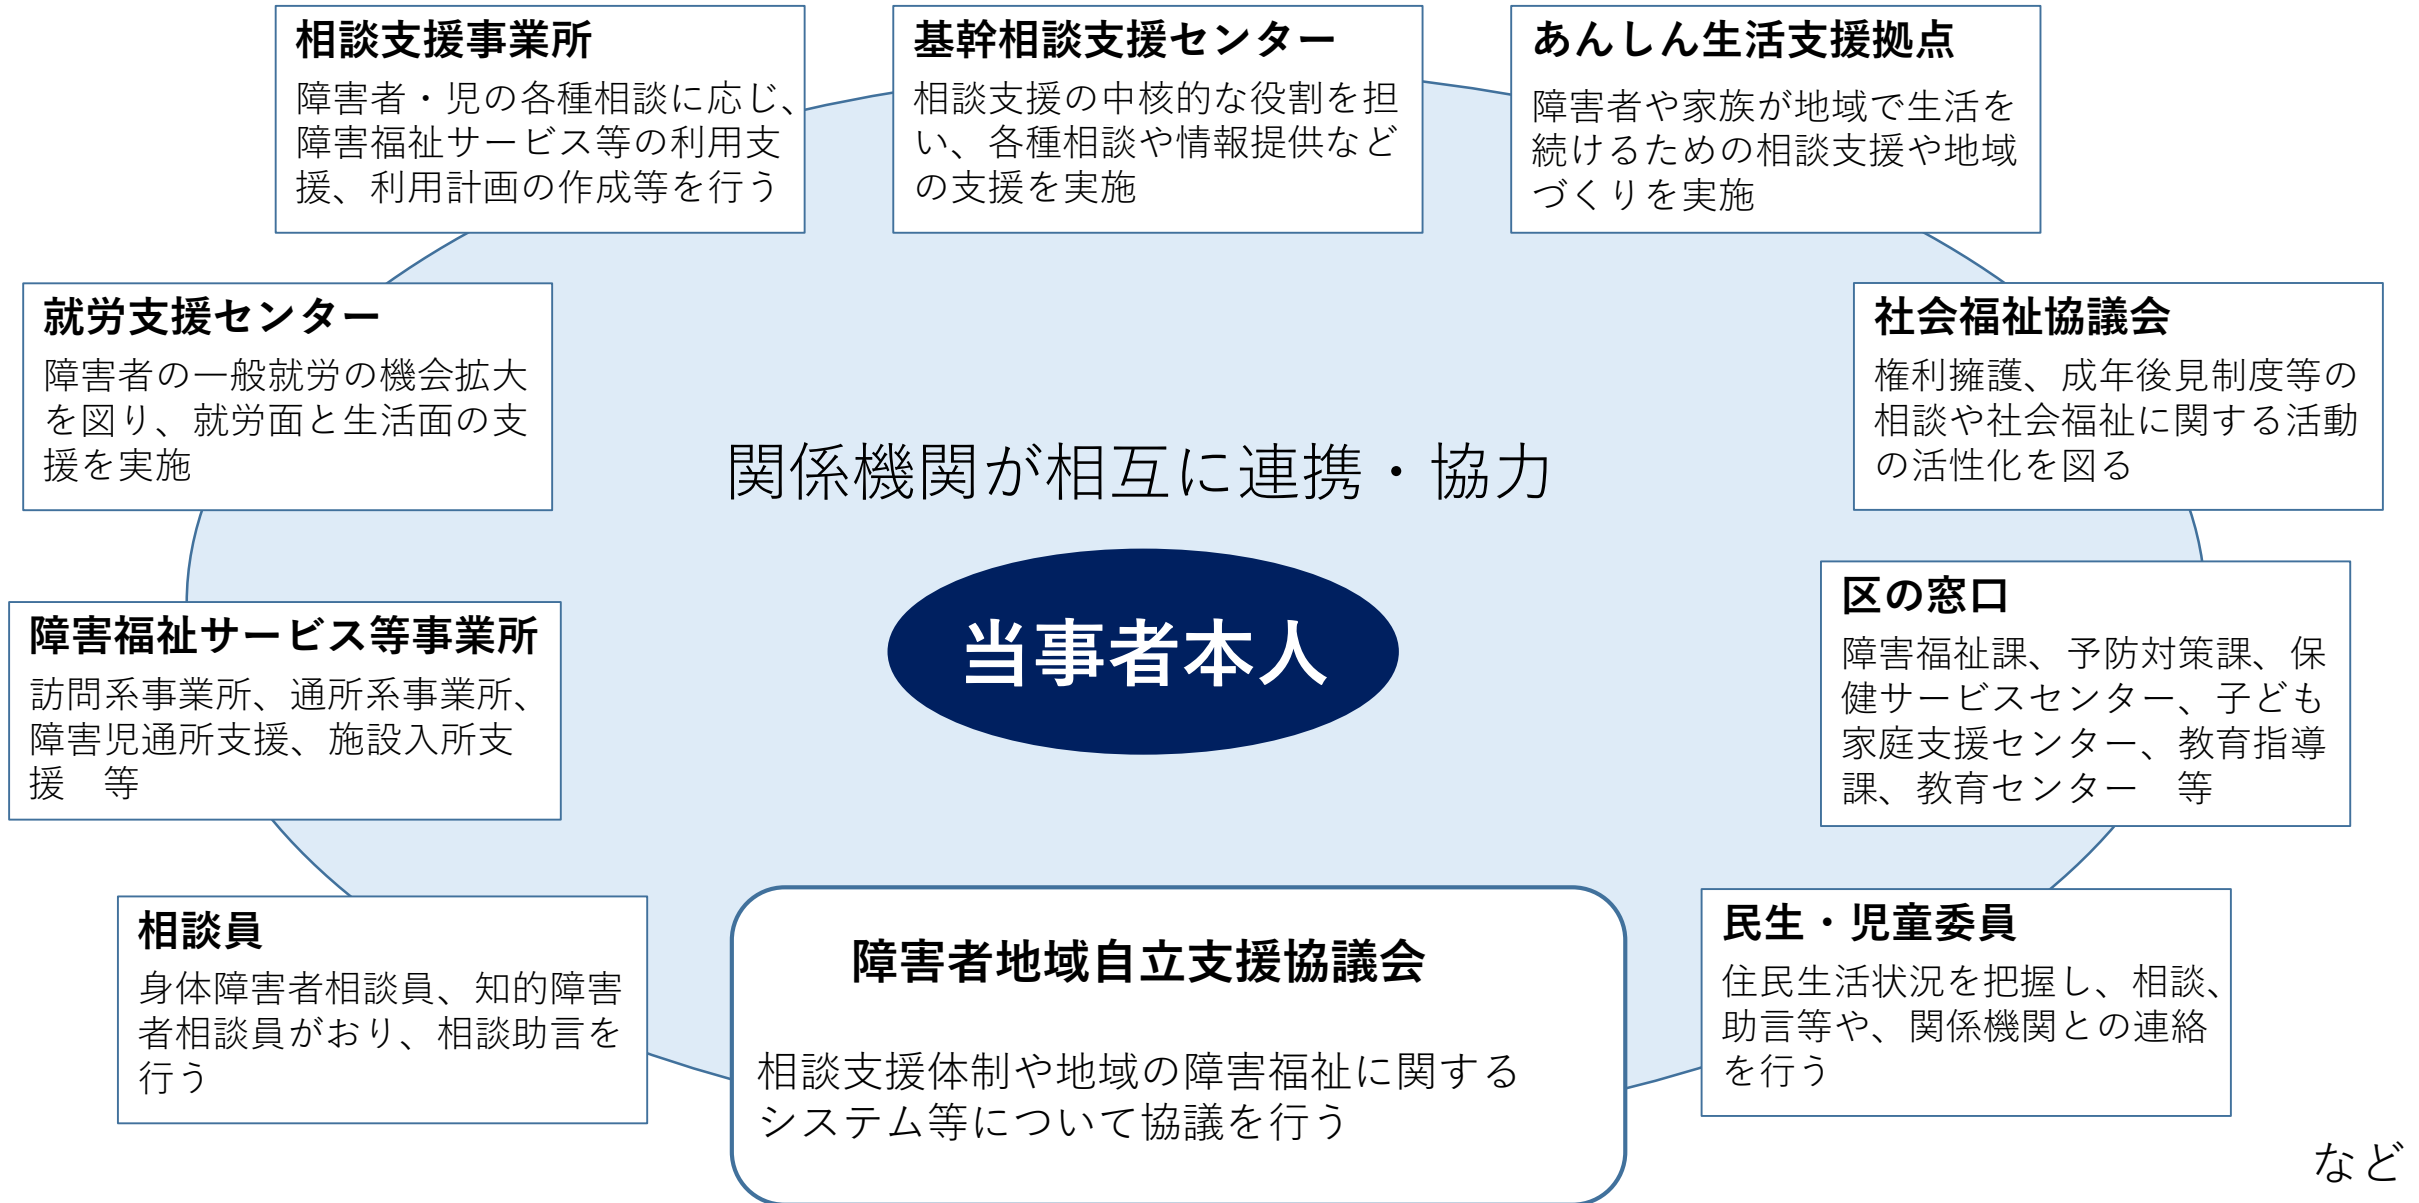 相談支援事業所
障害者・児の各種相談に応じ、
障害福祉サービス等の利用支
援、利用計画の作成等を行う
基幹相談支援センター
相談支援の中核的な役割を担
い、各種相談や情報提供など
の支援を実施
あんしん生活支援拠点
障害者や家族が地域で生活を
続けるための相談支援や地域
づくりを実施
就労支援センター
障害者の一般就労の機会拡大
を図り、就労面と生活面の支
援を実施
社会福祉協議会
権利擁護、成年後見制度等の
相談や社会福祉に関する活動
の活性化を図る
関係機関が相互に連携・協力
当事者本人
障害福祉サービス等事業所
訪問系事業所、通所系事業所、
障害児通所支援、施設入所支
援　等
区の窓口
障害福祉課、予防対策課、保
健サービスセンター、子ども
家庭支援センター、教育指導
課、教育センター　等
相談員
身体障害者相談員、知的障害
者相談員がおり、相談助言を
行う
障害者地域自立支援協議会
相談支援体制や地域の障害福祉に関する
システム等について協議を行う
民生・児童委員
住民生活状況を把握し、相談、
助言等や、関係機関との連絡
を行う
など